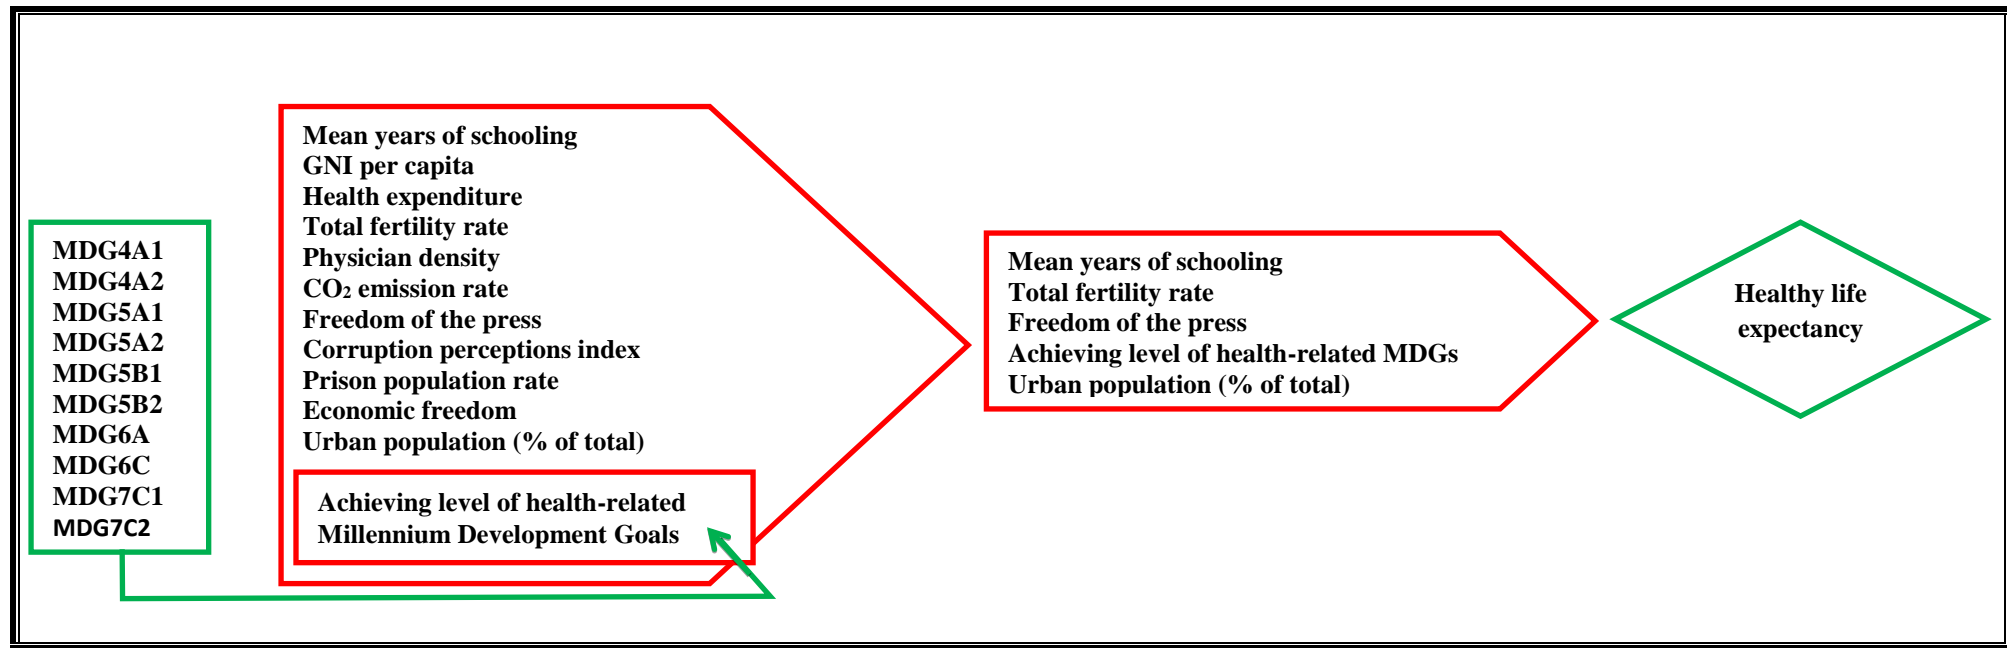 MDG4A1
MDG4A2
MDG5A1
MDG5A2
MDG5B1
MDG5B2
MDG6A
MDG6C
MDG7C1
MDG7C2
Mean years of schooling
GNI per capita
Health expenditure
Total fertility rate
Physician density
CO₂ emission rate
Freedom of the press
Corruption perceptions index
Prison population rate
Economic freedom
Urban population (% of total)
Achieving level of health-related
Millennium Development Goals
Mean years of schooling
Total fertility rate
Freedom of the press
Achieving level of health-related MDGs
Urban population (% of total)
Healthy life
expectancy